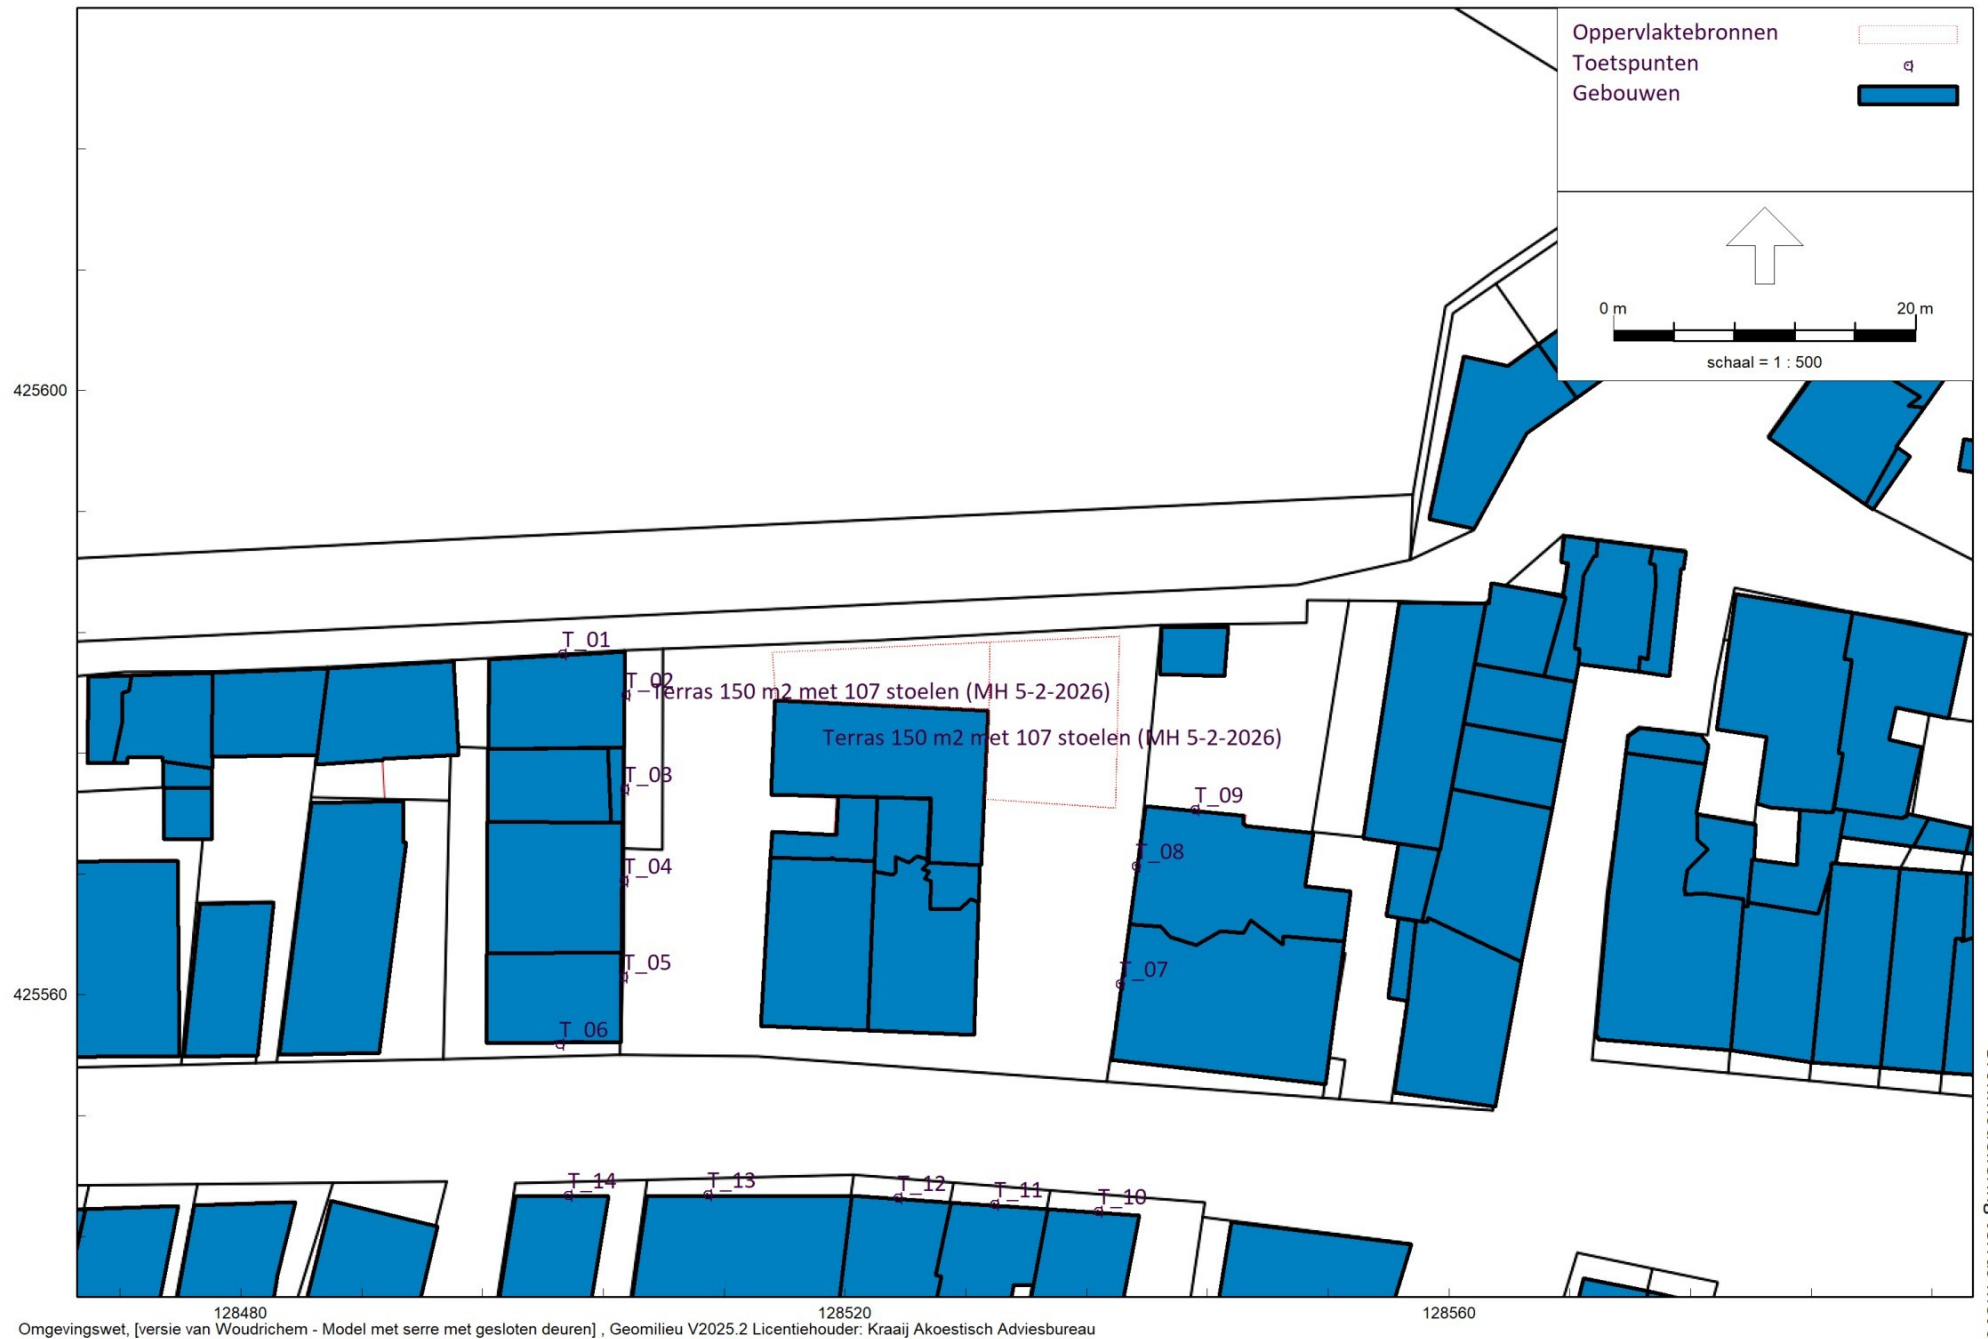 Oppervlaktebronnen
Toetspunten
Gebouwen
0 m 20 m
schaal = 1 : 500
425600
T_01
T_02
Terras 150 m2 met 107 stoelen (MH 5-2-2026)
Terras 150 m2 met 107 stoelen (MH 5-2-2026)
T_03
T_09
T_08
T_04
T_05
T_07
425560
T_06
T_14
T_13
T_12
T_11
T_10
128480
128520
128560
Omgevingswet, [versie van Woudrichem - Model met serre met gesloten deuren] , Geomilieu V2025.2 Licentiehouder: Kraaij Akoestisch Adviesbureau